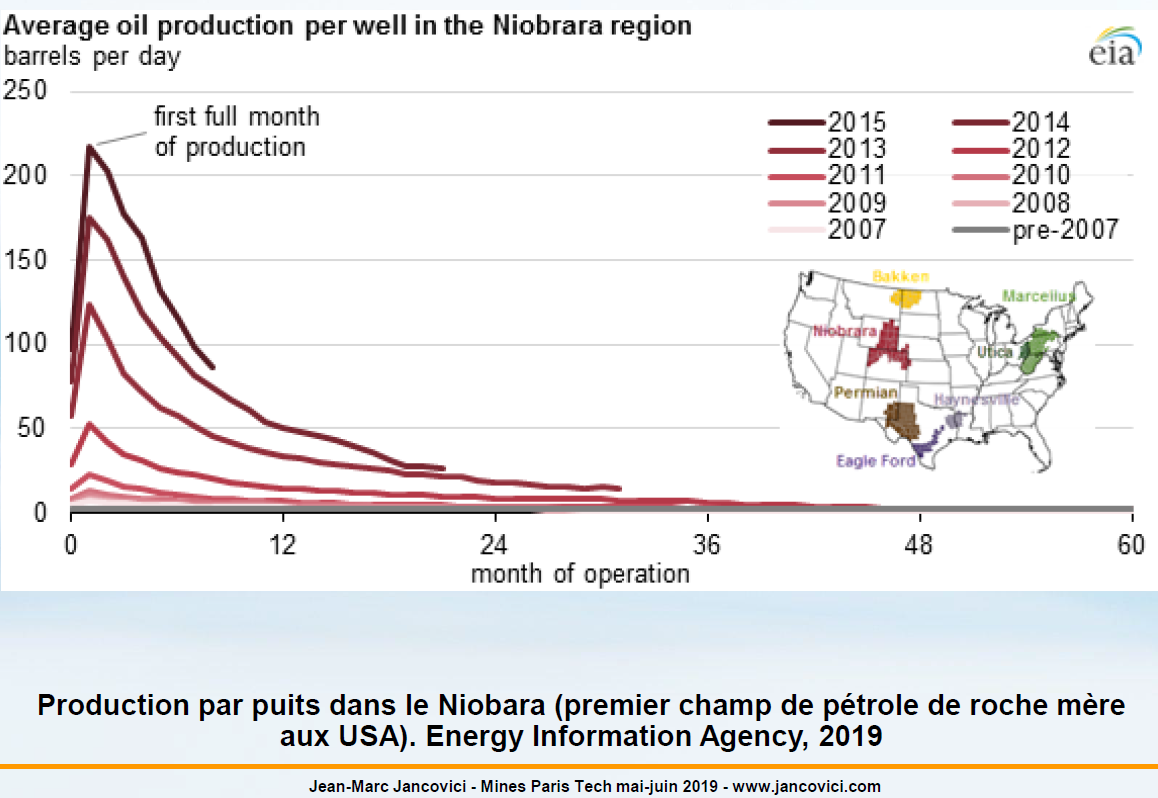 Average oil production per well in the Niobrara region
barrels per day
eia
250
200
150
100
50
0
first full month
of production
2015 2014
2013 2012
2011 2010
2009 2008
2007 pre-2007
Bakken
Marcellus
Niobrara
Utica
Permian
Haynesville
Eagle Ford
0 12 24 36 48 60
month of operation
Production par puits dans le Niobara (premier champ de pétrole de roche mère
aux USA). Energy Information Agency, 2019
Jean-Marc Jancovici - Mines Paris Tech mai-juin 2019 - www.jancovici.com